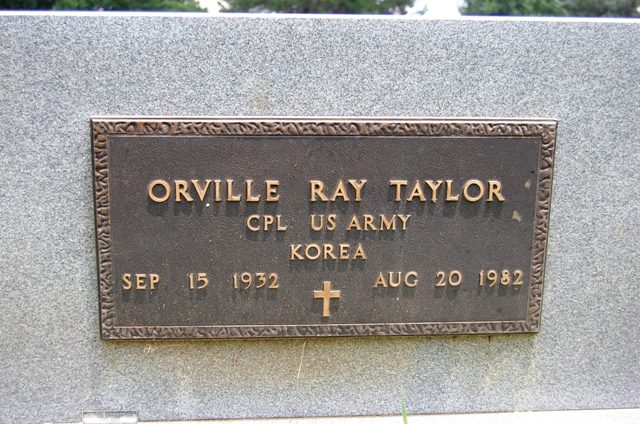 ORVILLE RAY TAYLOR
CPL US ARMY
KOREA
SEP 15 1932 AUG 20 1982